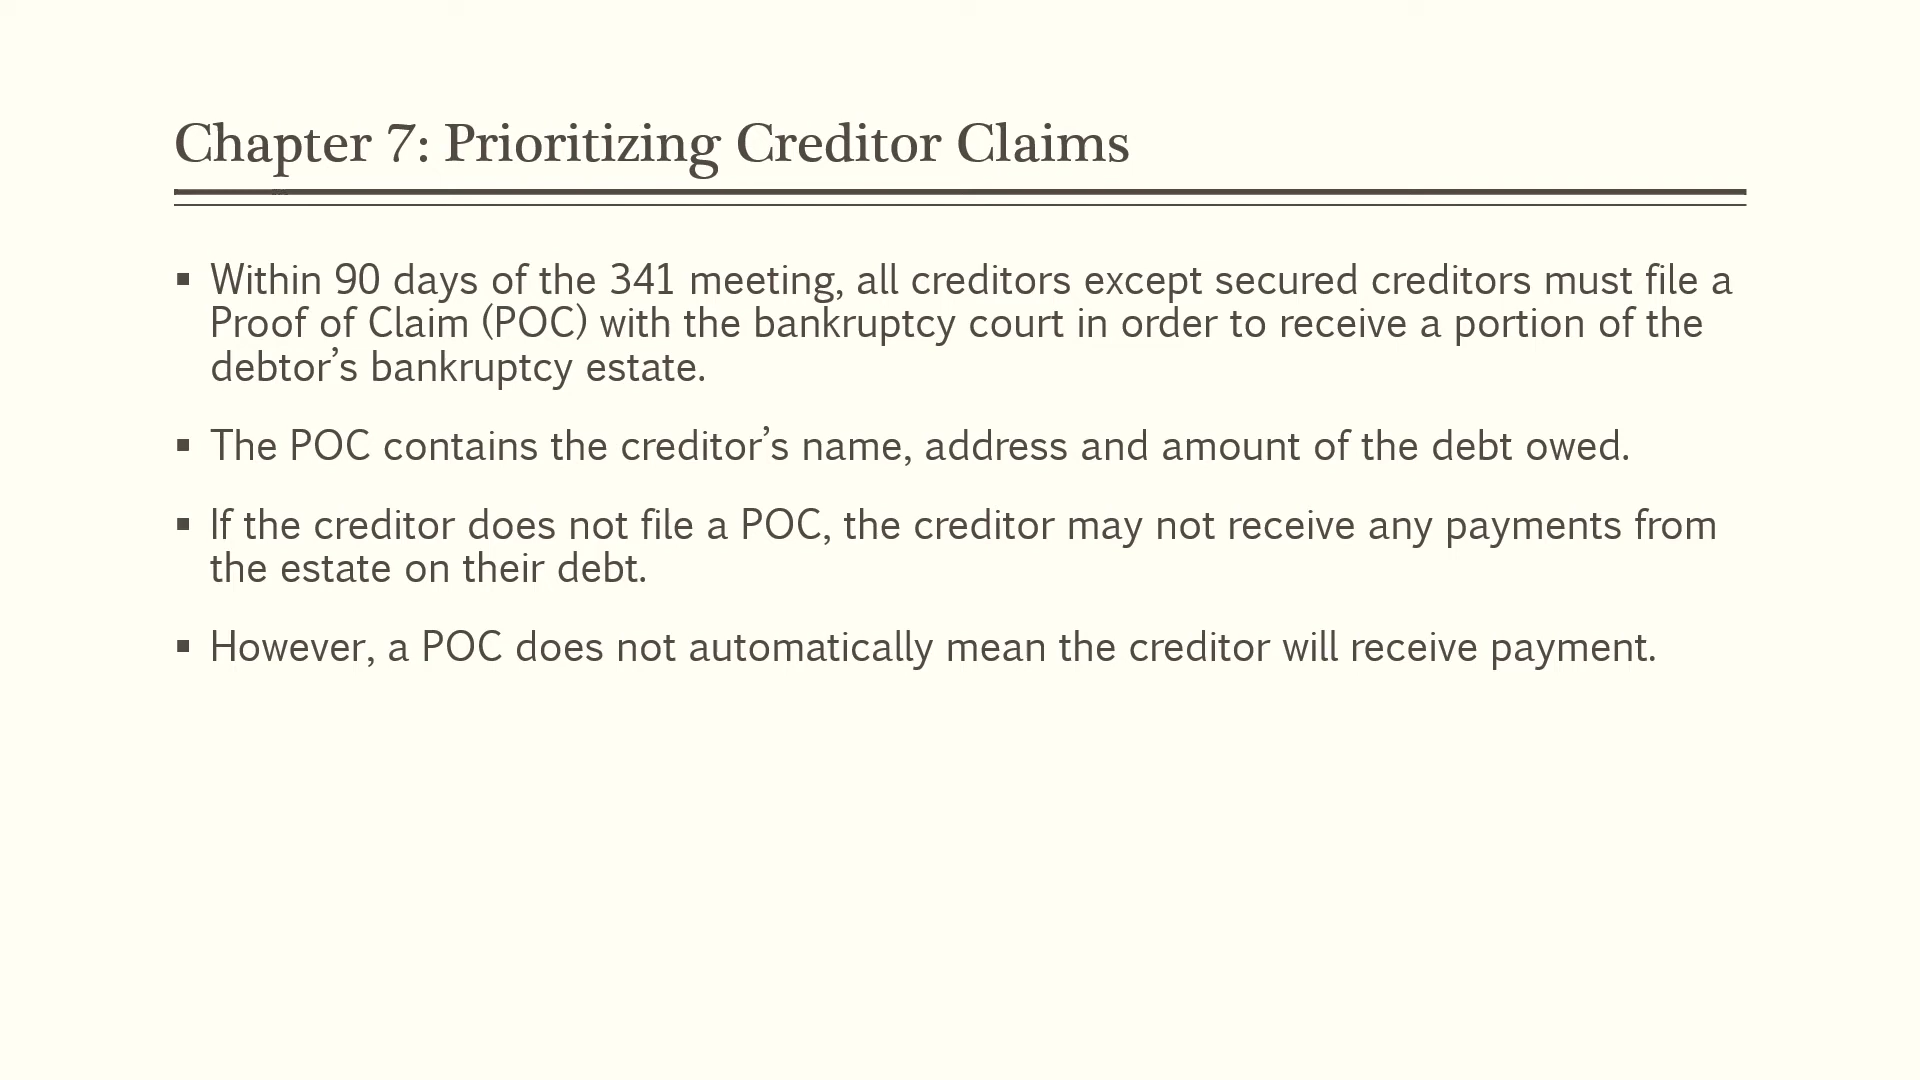 Chapter 7: Prioritizing Creditor Claims
▪ Within 90 days of the 341 meeting, all creditors except secured creditors must file a
Proof of Claim (POC) with the bankruptcy court in order to receive a portion of the
debtor’s bankruptcy estate.
▪ The POC contains the creditor’s name, address and amount of the debt owed.
▪ If the creditor does not file a POC, the creditor may not receive any payments from
the estate on their debt.
▪ However, a POC does not automatically mean the creditor will receive payment.